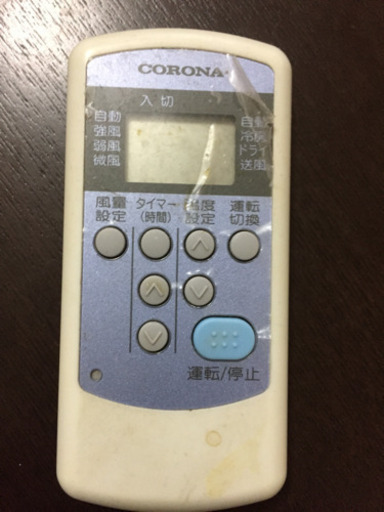 CORONA
入切
自動
強風
弱風
微風
自動
冷房
ドライ
送風
風量
設定
タイマー
(時間)
温度
設定
運転
切換
運転/停止